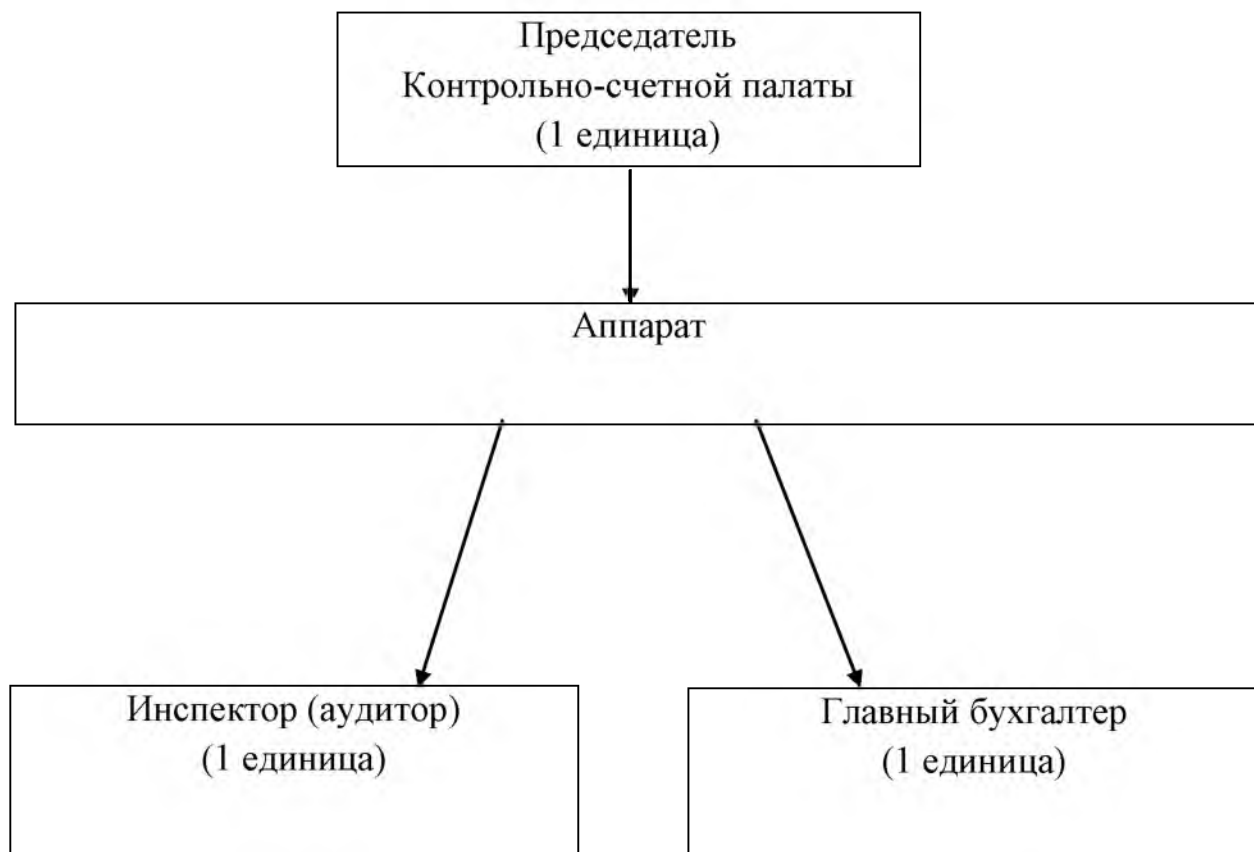 Председатель
Контрольно-счетной палаты
(1 единица)
Аппарат
Инспектор (аудитор)
(1 единица)
Главный бухгалтер
(1 единица)